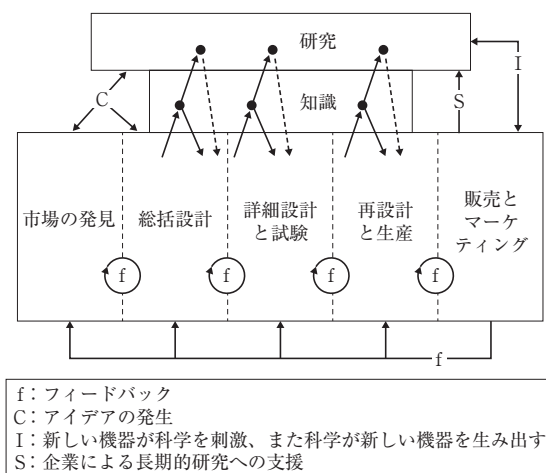 研究
I
知識
C
S
市場の発見
総括設計
詳細設計
と試験
再設計
と生産
販売と
マーケ
ティング
f
f
f
f
f
f：フィードバック
C：アイデアの発生
I：新しい機器が科学を刺激、また科学が新しい機器を生み出す
S：企業による長期的研究への支援